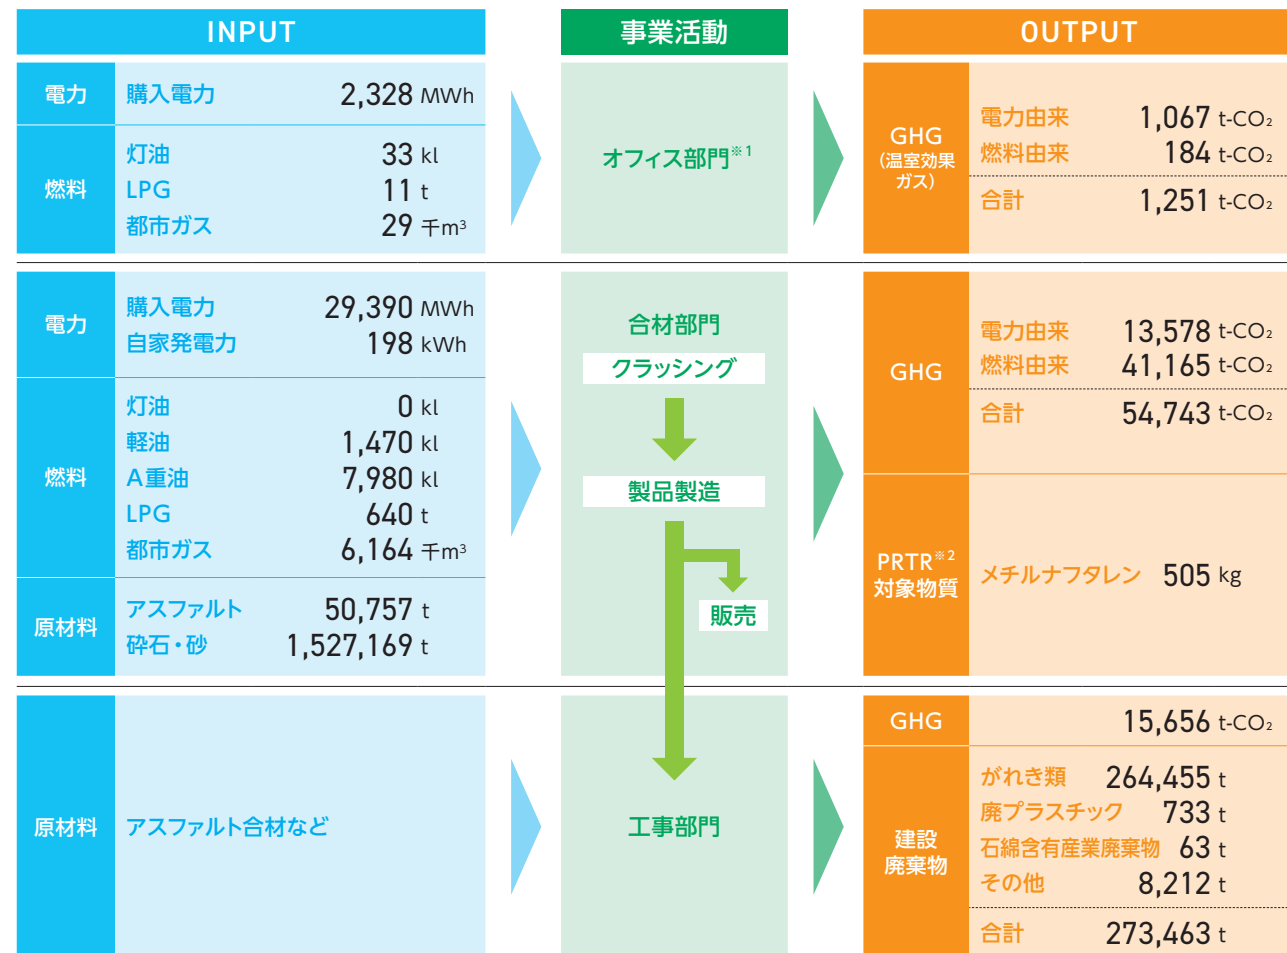 INPUT
事業活動
OUTPUT
電力
購入電力 2,328 MWh
燃料
灯油 33 kl
LPG 11 t
都市ガス 29 千m³
オフィス部門※1
GHG
(温室効果
ガス)
電力由来 1,067 t-CO₂
燃料由来 184 t-CO₂
合計 1,251 t-CO₂
電力
購入電力 29,390 MWh
自家発電力 198 kWh
燃料
灯油 0 kl
軽油 1,470 kl
A重油 7,980 kl
LPG 640 t
都市ガス 6,164 千m³
原材料
アスファルト 50,757 t
砕石・砂 1,527,169 t
合材部門
クラッシング
製品製造
販売
GHG
電力由来 13,578 t-CO₂
燃料由来 41,165 t-CO₂
合計 54,743 t-CO₂
PRTR※2
対象物質
メチルナフタレン 505 kg
原材料
アスファルト合材など
工事部門
GHG
15,656 t-CO₂
建設
廃棄物
がれき類 264,455 t
廃プラスチック 733 t
石綿含有産業廃棄物 63 t
その他 8,212 t
合計 273,463 t